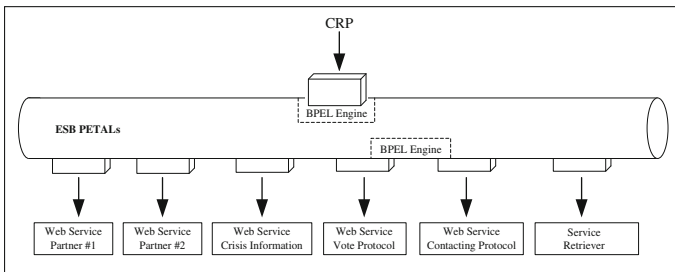 CRP
BPEL Engine
ESB PETALs
BPEL Engine
Web Service
Partner #1
Web Service
Partner #2
Web Service
Crisis Information
Web Service
Vote Protocol
Web Service
Contacting Protocol
Service
Retriever